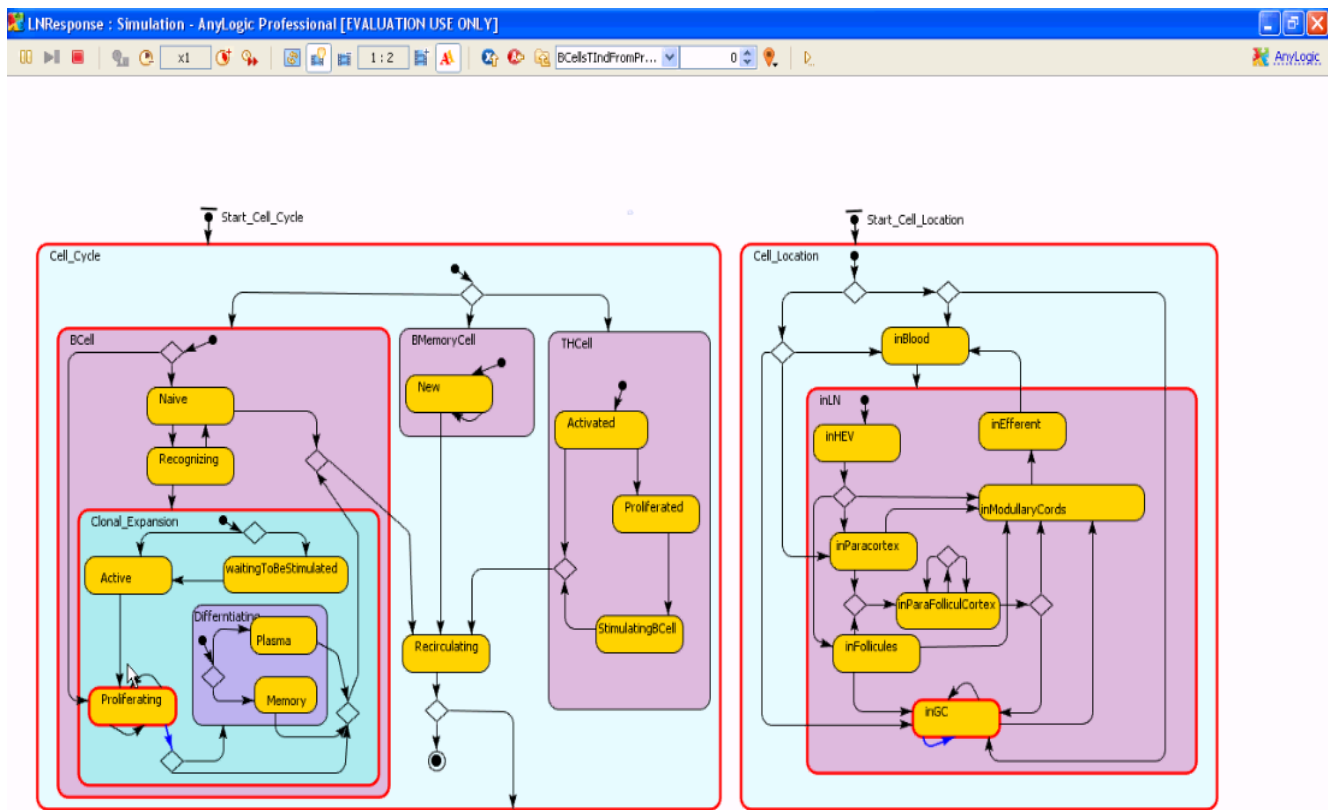 LNResponse : Simulation - AnyLogic Professional [EVALUATION USE ONLY]
x1
1 : 2
BCellsTIndFromPr...
0
AnyLogic
Start_Cell_Cycle
Start_Cell_Location
Cell_Cycle
Cell_Location
BCell
BMemoryCell
THCell
inBlood
New
Naive
inLN
inEfferent
Activated
inHEV
Recognizing
Proliferated
inModullaryCords
Clonal_Expansion
inParacortex
Active
waitingToBeStimulated
inParaFolliculCortex
Differntiating
Plasma
StimulatingBCell
Recirculating
inFollicules
Memory
Proliferating
inGC